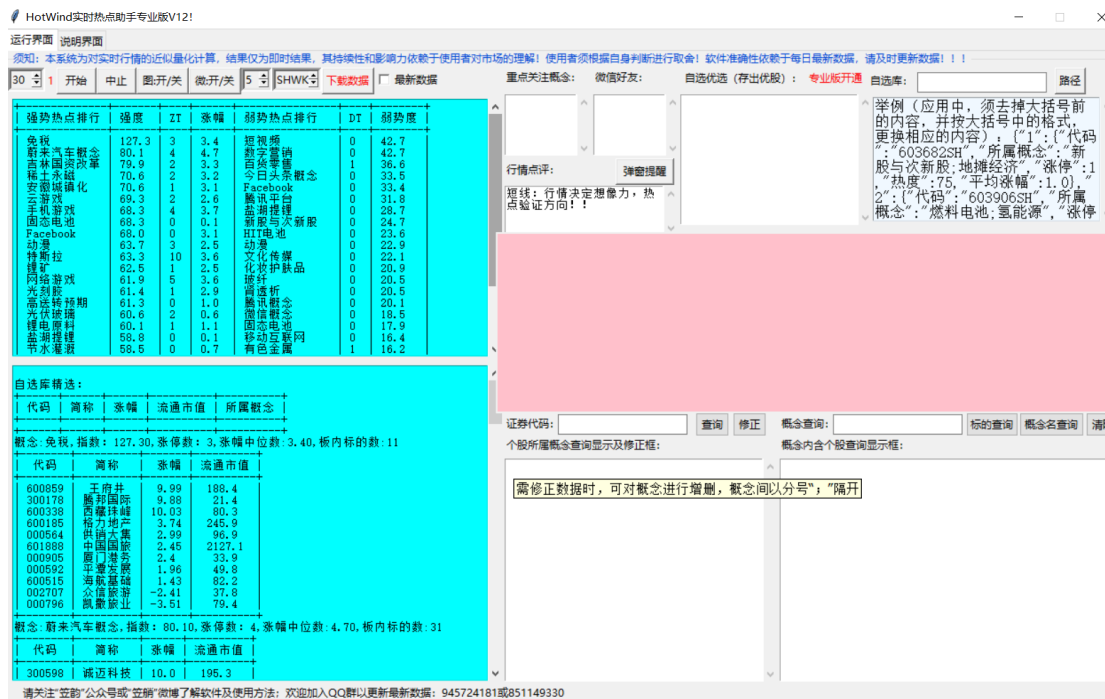 HotWind实时热点助手专业版V12!
运行界面 说明界面
须知：本系统为对实时行情的近似量化计算，结果仅为即时结果，其持续性和影响力依赖于使用者对市场的理解！使用者须根据自身判断进行取舍！软件准确性依赖于每日最新数据，请及时更新数据！！！
30 1 开始 中止 图:开/关 微:开/关 5 SHWK 下载数据 最新数据
重点关注概念: 微信好友: 自选优选（存出优股）: 专业版开通 自选库: 路径
强势热点排行 | 强度 | ZT | 涨幅 | 弱势热点排行 | DT | 弱势度
免税 | 127.3 | 3 | 3.4 | 短视频 | 0 | 42.7
蔚来汽车概念 | 80.1 | 4 | 4.7 | 数字营销 | 0 | 42.7
吉林国资改革 | 79.9 | 2 | 3.3 | 百货零售 | 1 | 36.6
稀土永磁 | 70.6 | 2 | 3.2 | 今日头条概念 | 0 | 33.5
安徽城镇化 | 70.6 | 1 | 3.1 | Facebook | 0 | 33.4
云游戏 | 69.3 | 2 | 2.6 | 腾讯平台 | 0 | 31.8
手机游戏 | 68.3 | 4 | 3.7 | 盐湖提锂 | 0 | 28.7
固态电池 | 68.3 | 0 | 0.1 | 新股与次新股 | 0 | 24.7
Facebook | 68.0 | 0 | 3.1 | HIT电池 | 0 | 23.6
动漫 | 63.7 | 3 | 2.5 | 动漫 | 0 | 22.9
特斯拉 | 63.3 | 10 | 3.6 | 文化传媒 | 0 | 22.1
锂矿 | 62.5 | 1 | 2.5 | 化妆护肤品 | 0 | 20.9
网络游戏 | 61.9 | 5 | 3.6 | 玻纤 | 0 | 20.5
光刻胶 | 61.4 | 1 | 2.9 | 肾透析 | 0 | 20.5
高送转预期 | 61.3 | 0 | 1.0 | 腾讯概念 | 0 | 20.1
光伏玻璃 | 60.6 | 2 | 0.6 | 微信概念 | 0 | 18.5
锂电原料 | 60.1 | 1 | 1.1 | 固态电池 | 0 | 17.9
盐湖提锂 | 58.8 | 0 | 0.1 | 移动互联网 | 0 | 16.4
节水灌溉 | 58.5 | 0 | 0.7 | 有色金属 | 1 | 16.2
行情点评: 弹窗提醒
短线：行情决定想像力，热
点验证方向！！
举例（应用中，须去掉大括号前
的内容，并按大括号中的格式，
更换相应的内容）：{"1":{"代码
":"603682SH","所属概念":"新
股与次新股;地摊经济","涨停":1
,"热度":75,"平均涨幅":1.0},"
2":{"代码":"603906SH","所属
概念":"燃料电池;氢能源","涨停
自选库精选:
代码 | 简称 | 涨幅 | 流通市值 | 所属概念
概念:免税,指数: 127.30,涨停数: 3,涨幅中位数:3.40,板内标的数:11
代码 | 简称 | 涨幅 | 流通市值
600859 | 王府井 | 9.99 | 188.4
300178 | 腾邦国际 | 9.88 | 21.4
600338 | 西藏珠峰 | 10.03 | 80.3
600185 | 格力地产 | 3.74 | 245.9
000564 | 供销大集 | 2.99 | 96.9
601888 | 中国国旅 | 2.45 | 2127.1
000905 | 厦门港务 | 2.4 | 33.9
000592 | 平潭发展 | 1.96 | 49.8
600515 | 海航基础 | 1.43 | 82.2
002707 | 众信旅游 | -2.41 | 37.8
000796 | 凯撒旅业 | -3.51 | 79.4
概念:蔚来汽车概念,指数: 80.10,涨停数: 4,涨幅中位数:4.70,板内标的数:31
代码 | 简称 | 涨幅 | 流通市值
300598 | 诚迈科技 | 10.0 | 195.3
证券代码: 查询 修正 概念查询: 标的查询 概念名查询
个股所属概念查询显示及修正框: 概念内含个股查询显示框:
需修正数据时，可对概念进行增删，概念间以分号“；”隔开
请关注“笠韵”公众号或“笠艄”微博了解软件及使用方法；欢迎加入QQ群以更新最新数据：945724181或851149330